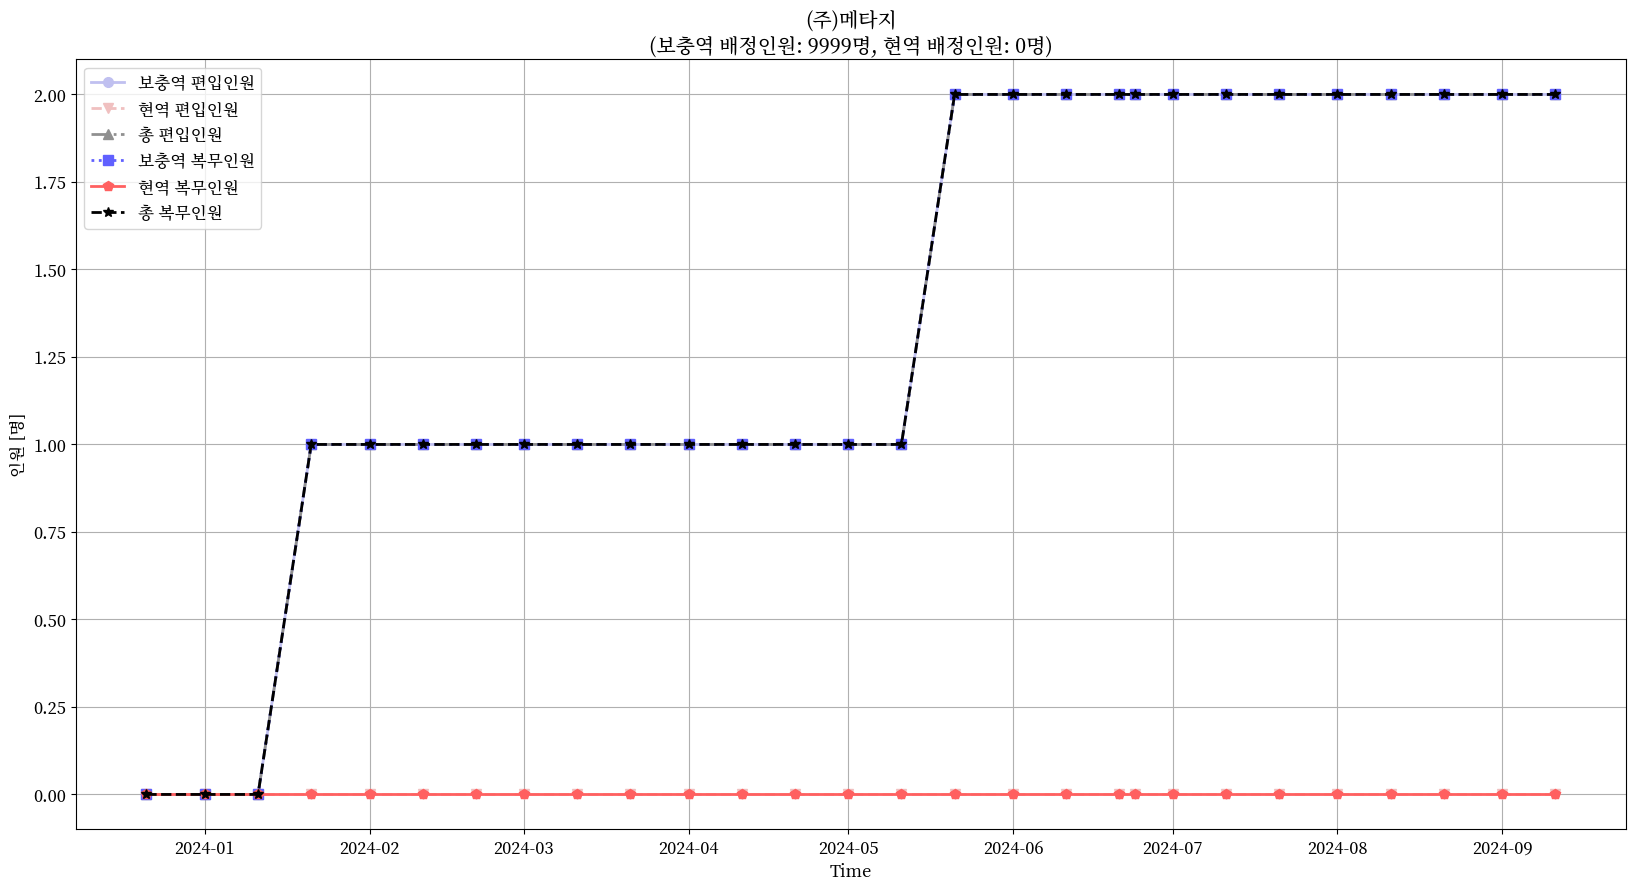 (주)메타지
(보충역 배정인원: 9999명, 현역 배정인원: 0명)
보충역 편입인원
현역 편입인원
총 편입인원
보충역 복무인원
현역 복무인원
총 복무인원
2.00
1.75
1.50
1.25
1.00
0.75
0.50
0.25
0.00
인원 [명]
2024-01
2024-02
2024-03
2024-04
2024-05
2024-06
2024-07
2024-08
2024-09
Time